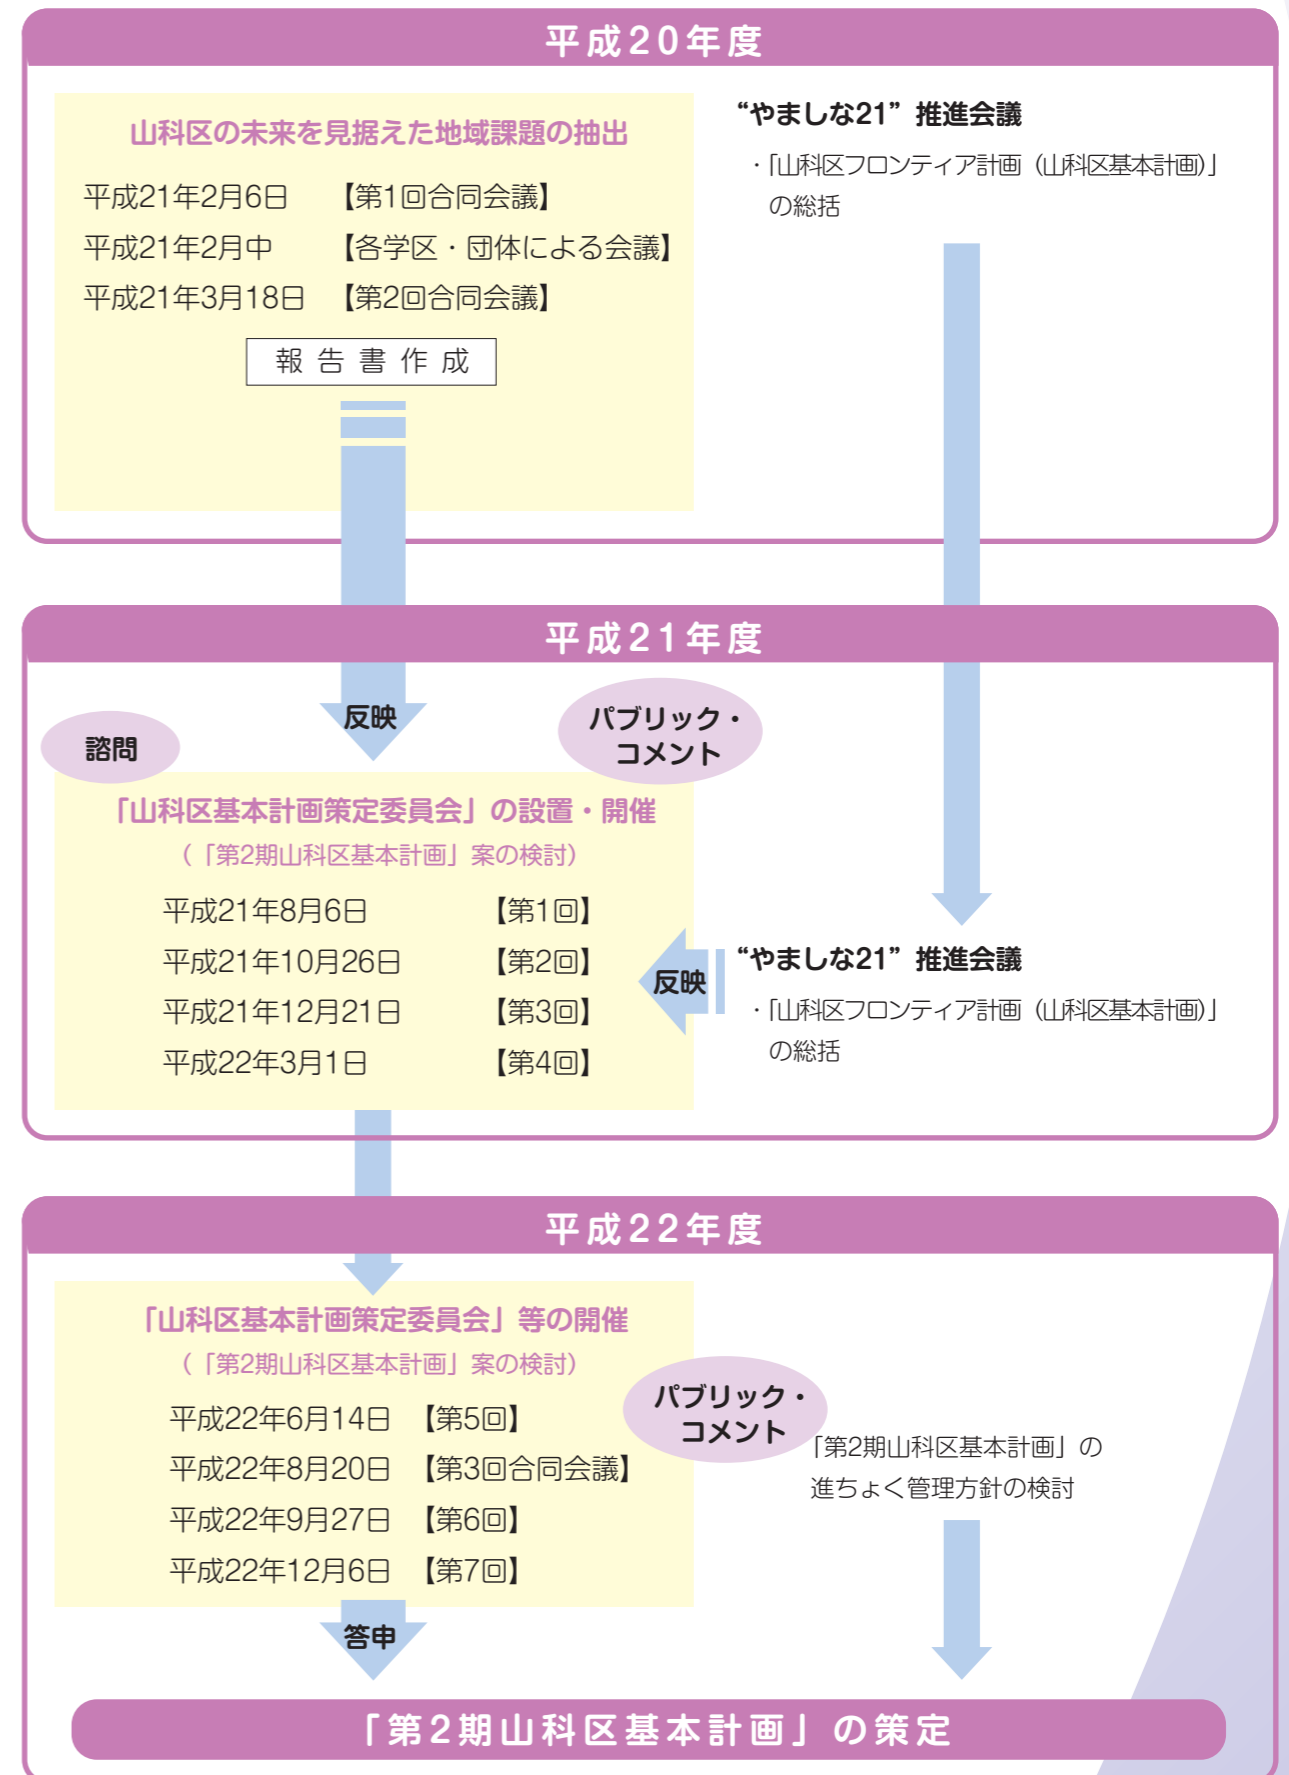 平成20年度
山科区の未来を見据えた地域課題の抽出
平成21年2月6日 【第1回合同会議】
平成21年2月中 【各学区・団体による会議】
平成21年3月18日 【第2回合同会議】
報告書作成
“やましな21”推進会議
・「山科区フロンティア計画（山科区基本計画）」
の総括
平成21年度
反映
諮問
パブリック・
コメント
「山科区基本計画策定委員会」の設置・開催
（「第2期山科区基本計画」案の検討）
平成21年8月6日 【第1回】
平成21年10月26日 【第2回】
平成21年12月21日 【第3回】
平成22年3月1日 【第4回】
反映
“やましな21”推進会議
・「山科区フロンティア計画（山科区基本計画）」
の総括
平成22年度
「山科区基本計画策定委員会」等の開催
（「第2期山科区基本計画」案の検討）
平成22年6月14日 【第5回】
平成22年8月20日 【第3回合同会議】
平成22年9月27日 【第6回】
平成22年12月6日 【第7回】
パブリック・
コメント
「第2期山科区基本計画」の
進ちょく管理方針の検討
答申
「第2期山科区基本計画」の策定